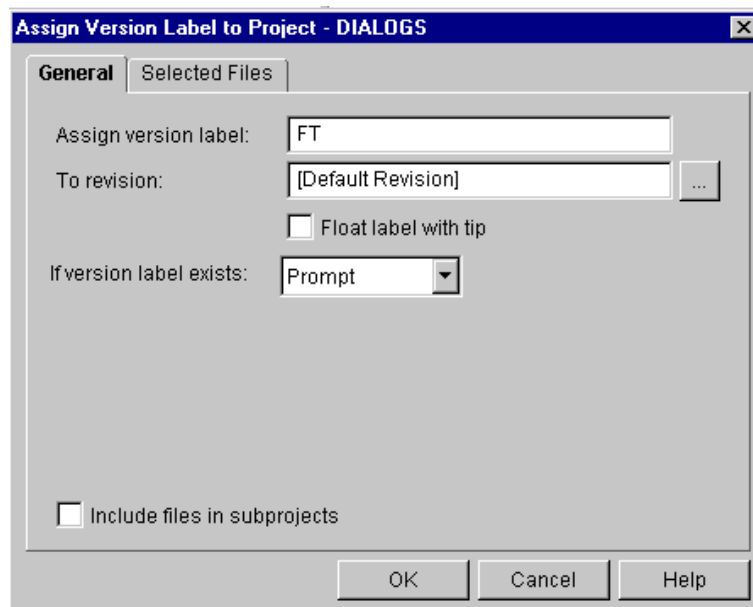 Assign Version Label to Project - DIALOGS
General Selected Files
Assign version label: FT
To revision: [Default Revision] ...
Float label with tip
If version label exists: Prompt
Include files in subprojects
OK Cancel Help